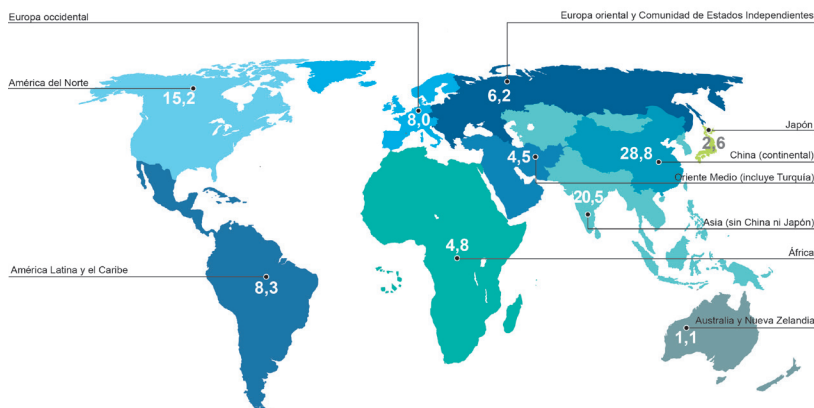 Europa occidental
Europa oriental y Comunidad de Estados Independientes
América del Norte
15,2
6,2
8,0
Japón
2,6
China (continental)
28,8
4,5
Oriente Medio (incluye Turquía)
20,5
Asia (sin China ni Japón)
4,8
África
América Latina y el Caribe
8,3
Australia y Nueva Zelandia
1,1